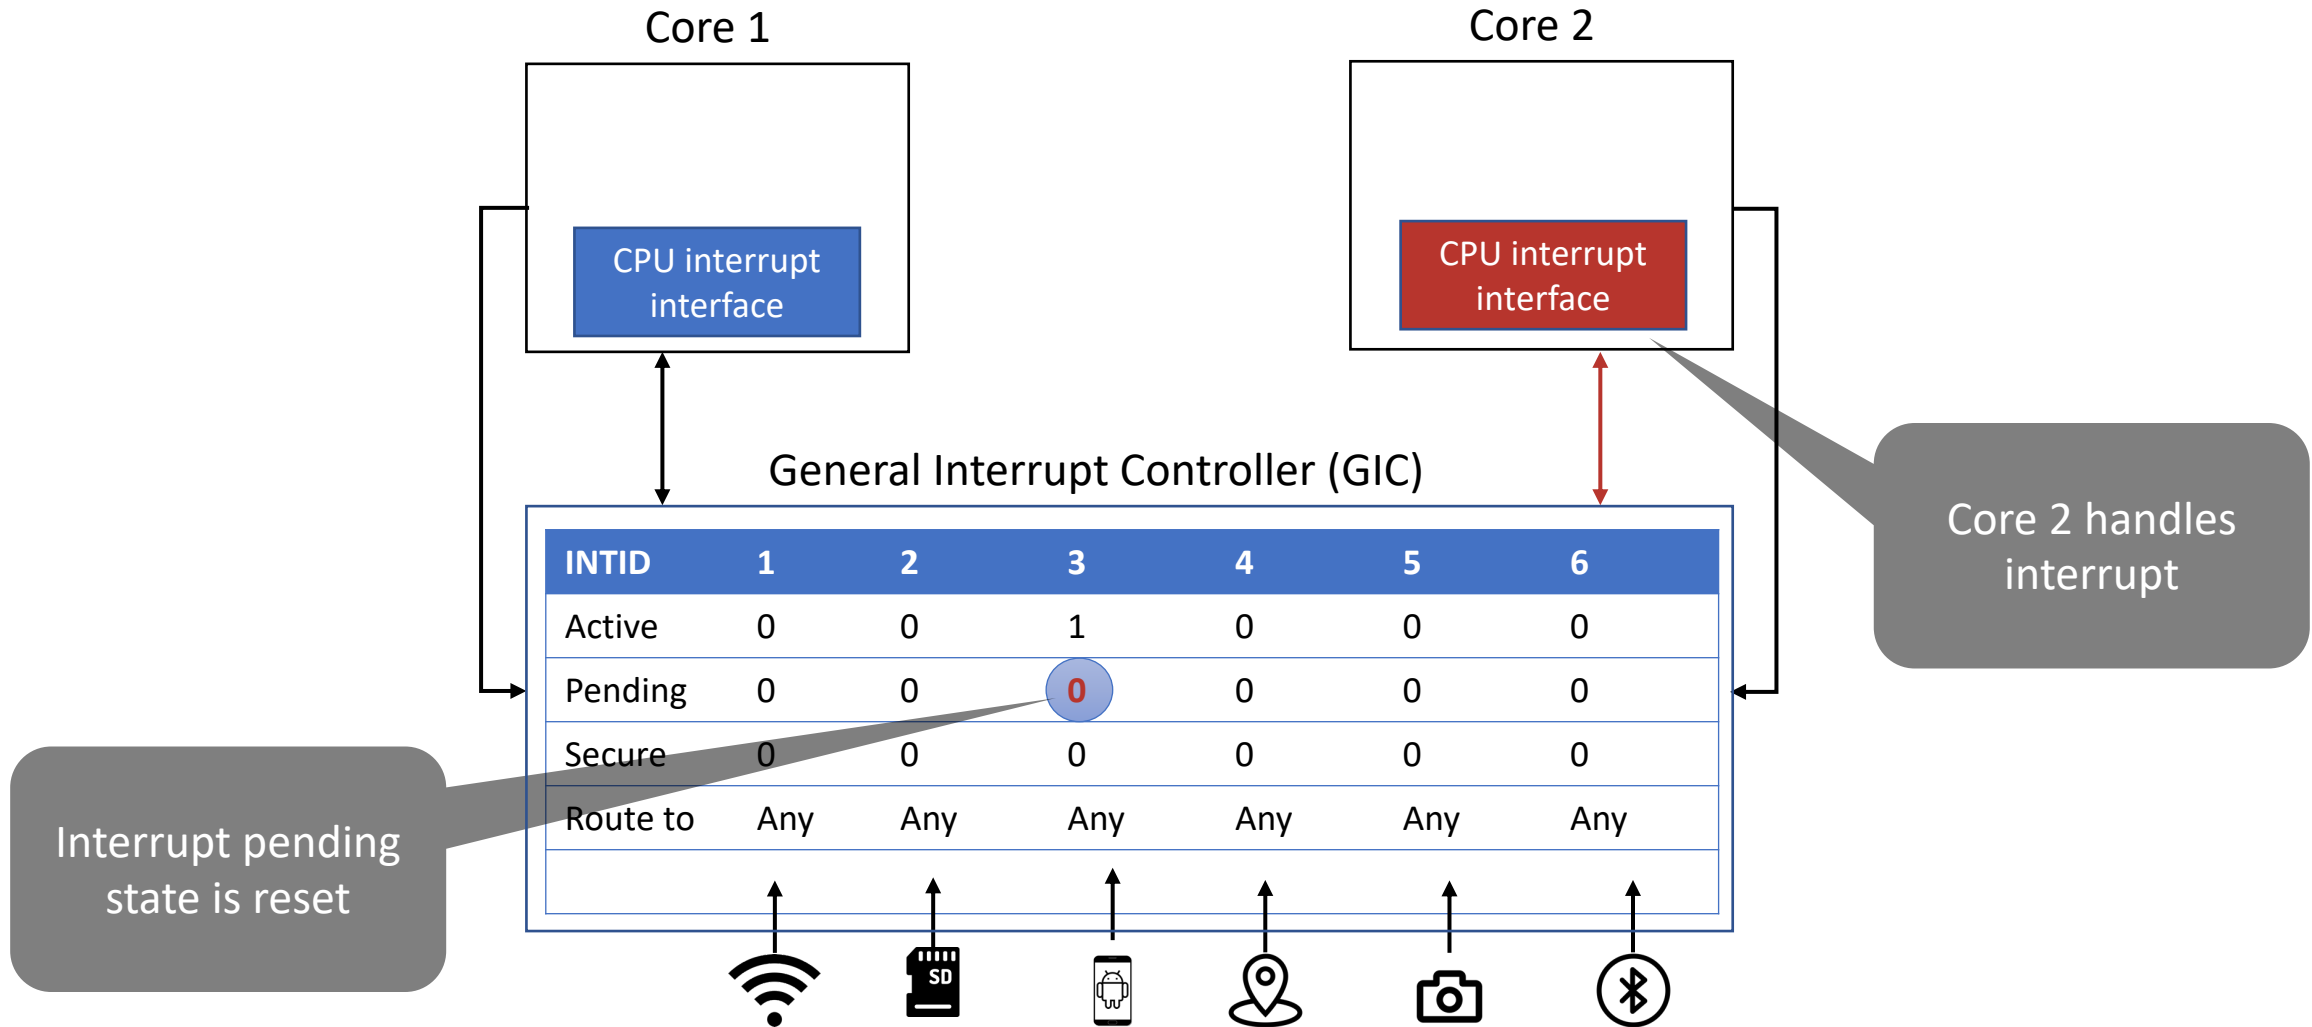 Core 1
Core 2
CPU interrupt
interface
CPU interrupt
interface
General Interrupt Controller (GIC)
Core 2 handles
interrupt
INTID 1 2 3 4 5 6
Active 0 0 1 0 0 0
Pending 0 0 0 0 0 0
Secure 0 0 0 0 0 0
Route to Any Any Any Any Any Any
Interrupt pending
state is reset
SD